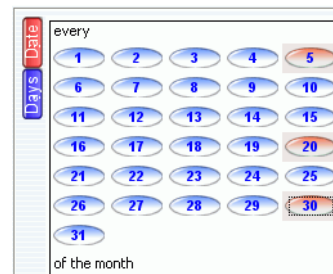 every
Date
Days
1 2 3 4 5
6 7 8 9 10
11 12 13 14 15
16 17 18 19 20
21 22 23 24 25
26 27 28 29 30
31
of the month